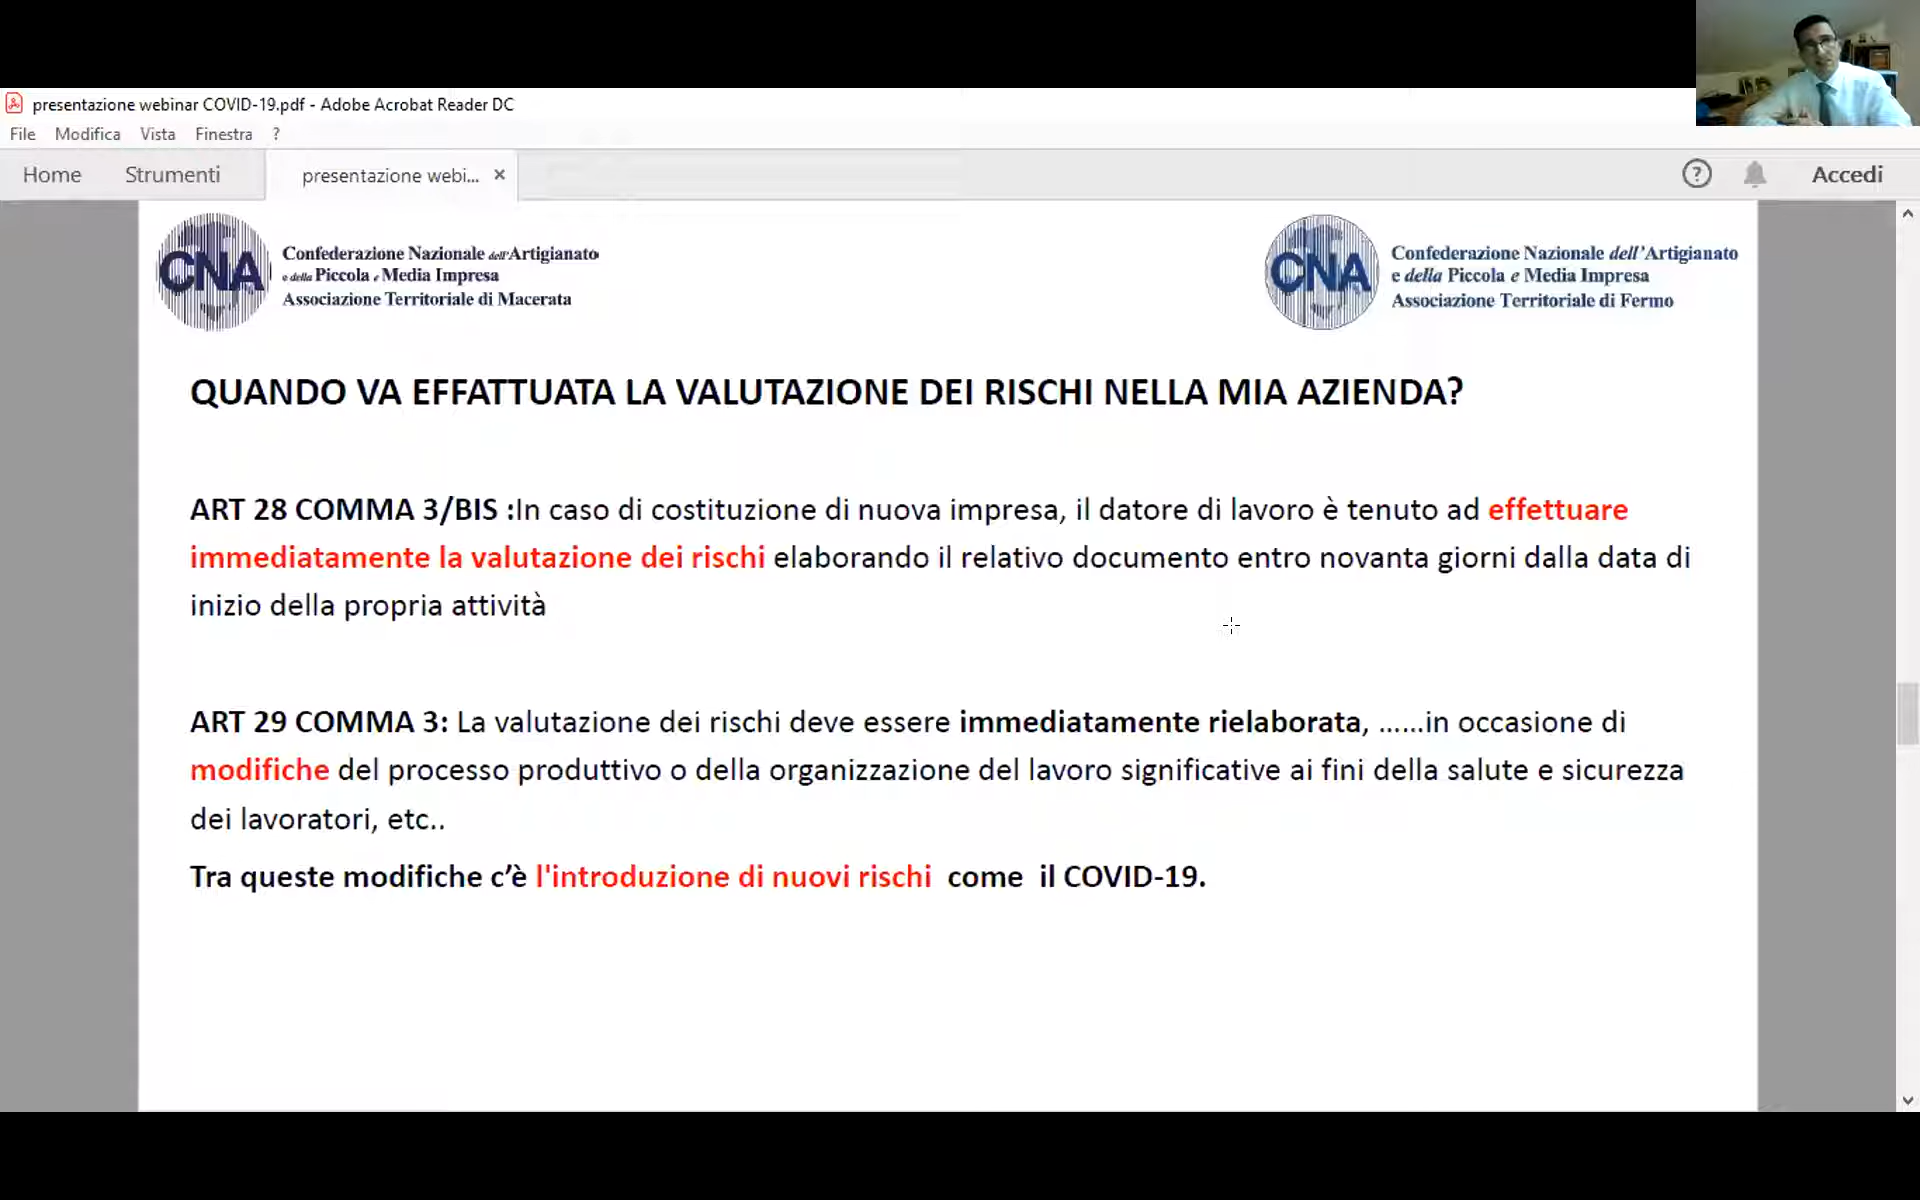 presentazione webinar COVID-19.pdf - Adobe Acrobat Reader DC
File Modifica Vista Finestra ?
Home Strumenti presentazione webi... × ? Accedi
CNA
Confederazione Nazionale dell'Artigianato
e della Piccola e Media Impresa
Associazione Territoriale di Macerata
CNA
Confederazione Nazionale dell'Artigianato
e della Piccola e Media Impresa
Associazione Territoriale di Fermo
QUANDO VA EFFATTUATA LA VALUTAZIONE DEI RISCHI NELLA MIA AZIENDA?
ART 28 COMMA 3/BIS :In caso di costituzione di nuova impresa, il datore di lavoro è tenuto ad effettuare
immediatamente la valutazione dei rischi elaborando il relativo documento entro novanta giorni dalla data di
inizio della propria attività
ART 29 COMMA 3: La valutazione dei rischi deve essere immediatamente rielaborata, ......in occasione di
modifiche del processo produttivo o della organizzazione del lavoro significative ai fini della salute e sicurezza
dei lavoratori, etc..
Tra queste modifiche c’è l'introduzione di nuovi rischi come il COVID-19.